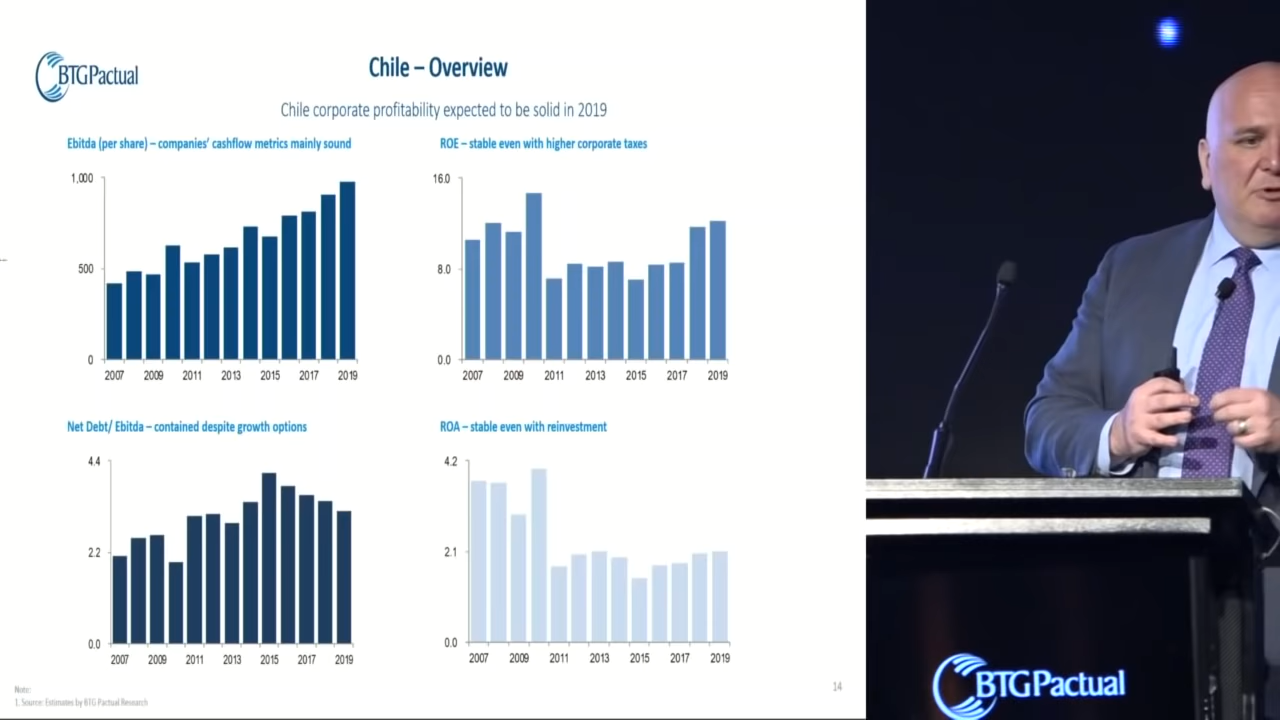 BTGPactual
Chile – Overview
Chile corporate profitability expected to be solid in 2019
Ebitda (per share) – companies' cashflow metrics mainly sound
1,000
500
0
2007 2009 2011 2013 2015 2017 2019
ROE – stable even with higher corporate taxes
16.0
8.0
0.0
2007 2009 2011 2013 2015 2017 2019
Net Debt/ Ebitda – contained despite growth options
4.4
2.2
0.0
2007 2009 2011 2013 2015 2017 2019
ROA – stable even with reinvestment
4.2
2.1
0.0
2007 2009 2011 2013 2015 2017 2019
Note:
1. Source: Estimates by BTG Pactual Research
14
BTGPactual